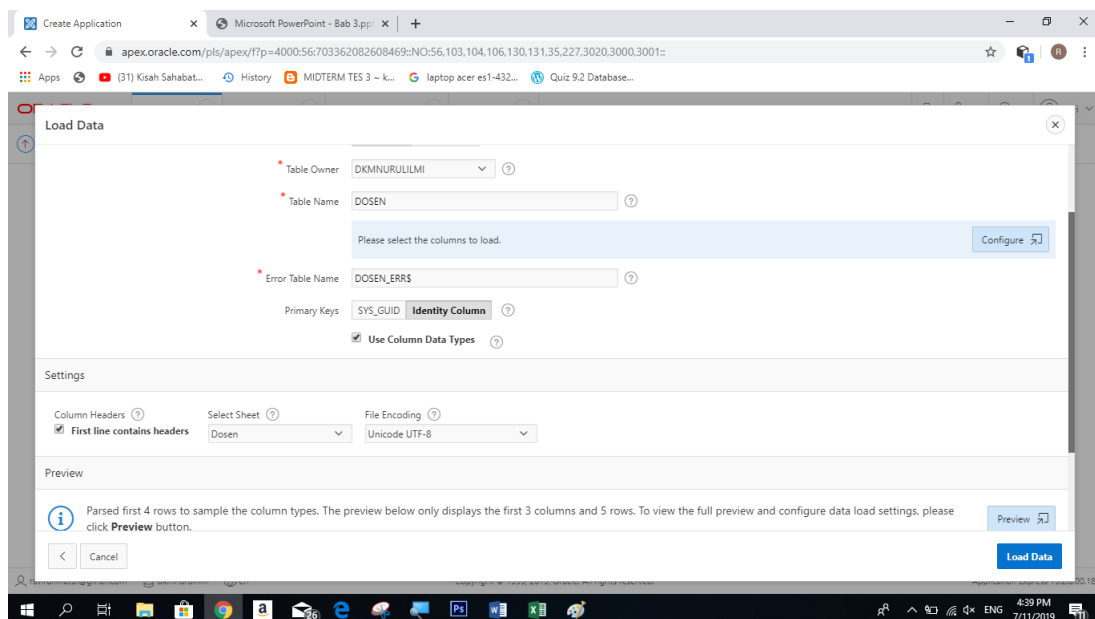 Create Application
Microsoft PowerPoint - Bab 3.ppt
apex.oracle.com/pls/apex/f?p=4000:56:703362082608469::NO:56,103,104,106,130,131,35,227,3020,3000,3001::
R
Apps
(31) Kisah Sahabat...
History
MIDTERM TES 3 ~ k...
laptop acer es1-432...
Quiz 9.2 Database...
Load Data
* Table Owner DKMNURULILMI
* Table Name DOSEN
Please select the columns to load. Configure
* Error Table Name DOSEN_ERR$
Primary Keys SYS_GUID Identity Column
Use Column Data Types
Settings
Column Headers Select Sheet File Encoding
First line contains headers Dosen Unicode UTF-8
Preview
Parsed first 4 rows to sample the column types. The preview below only displays the first 3 columns and 5 rows. To view the full preview and configure data load settings, please
click Preview button.
Preview
Cancel Load Data
26
Ps
ENG
4:39 PM
7/11/2019